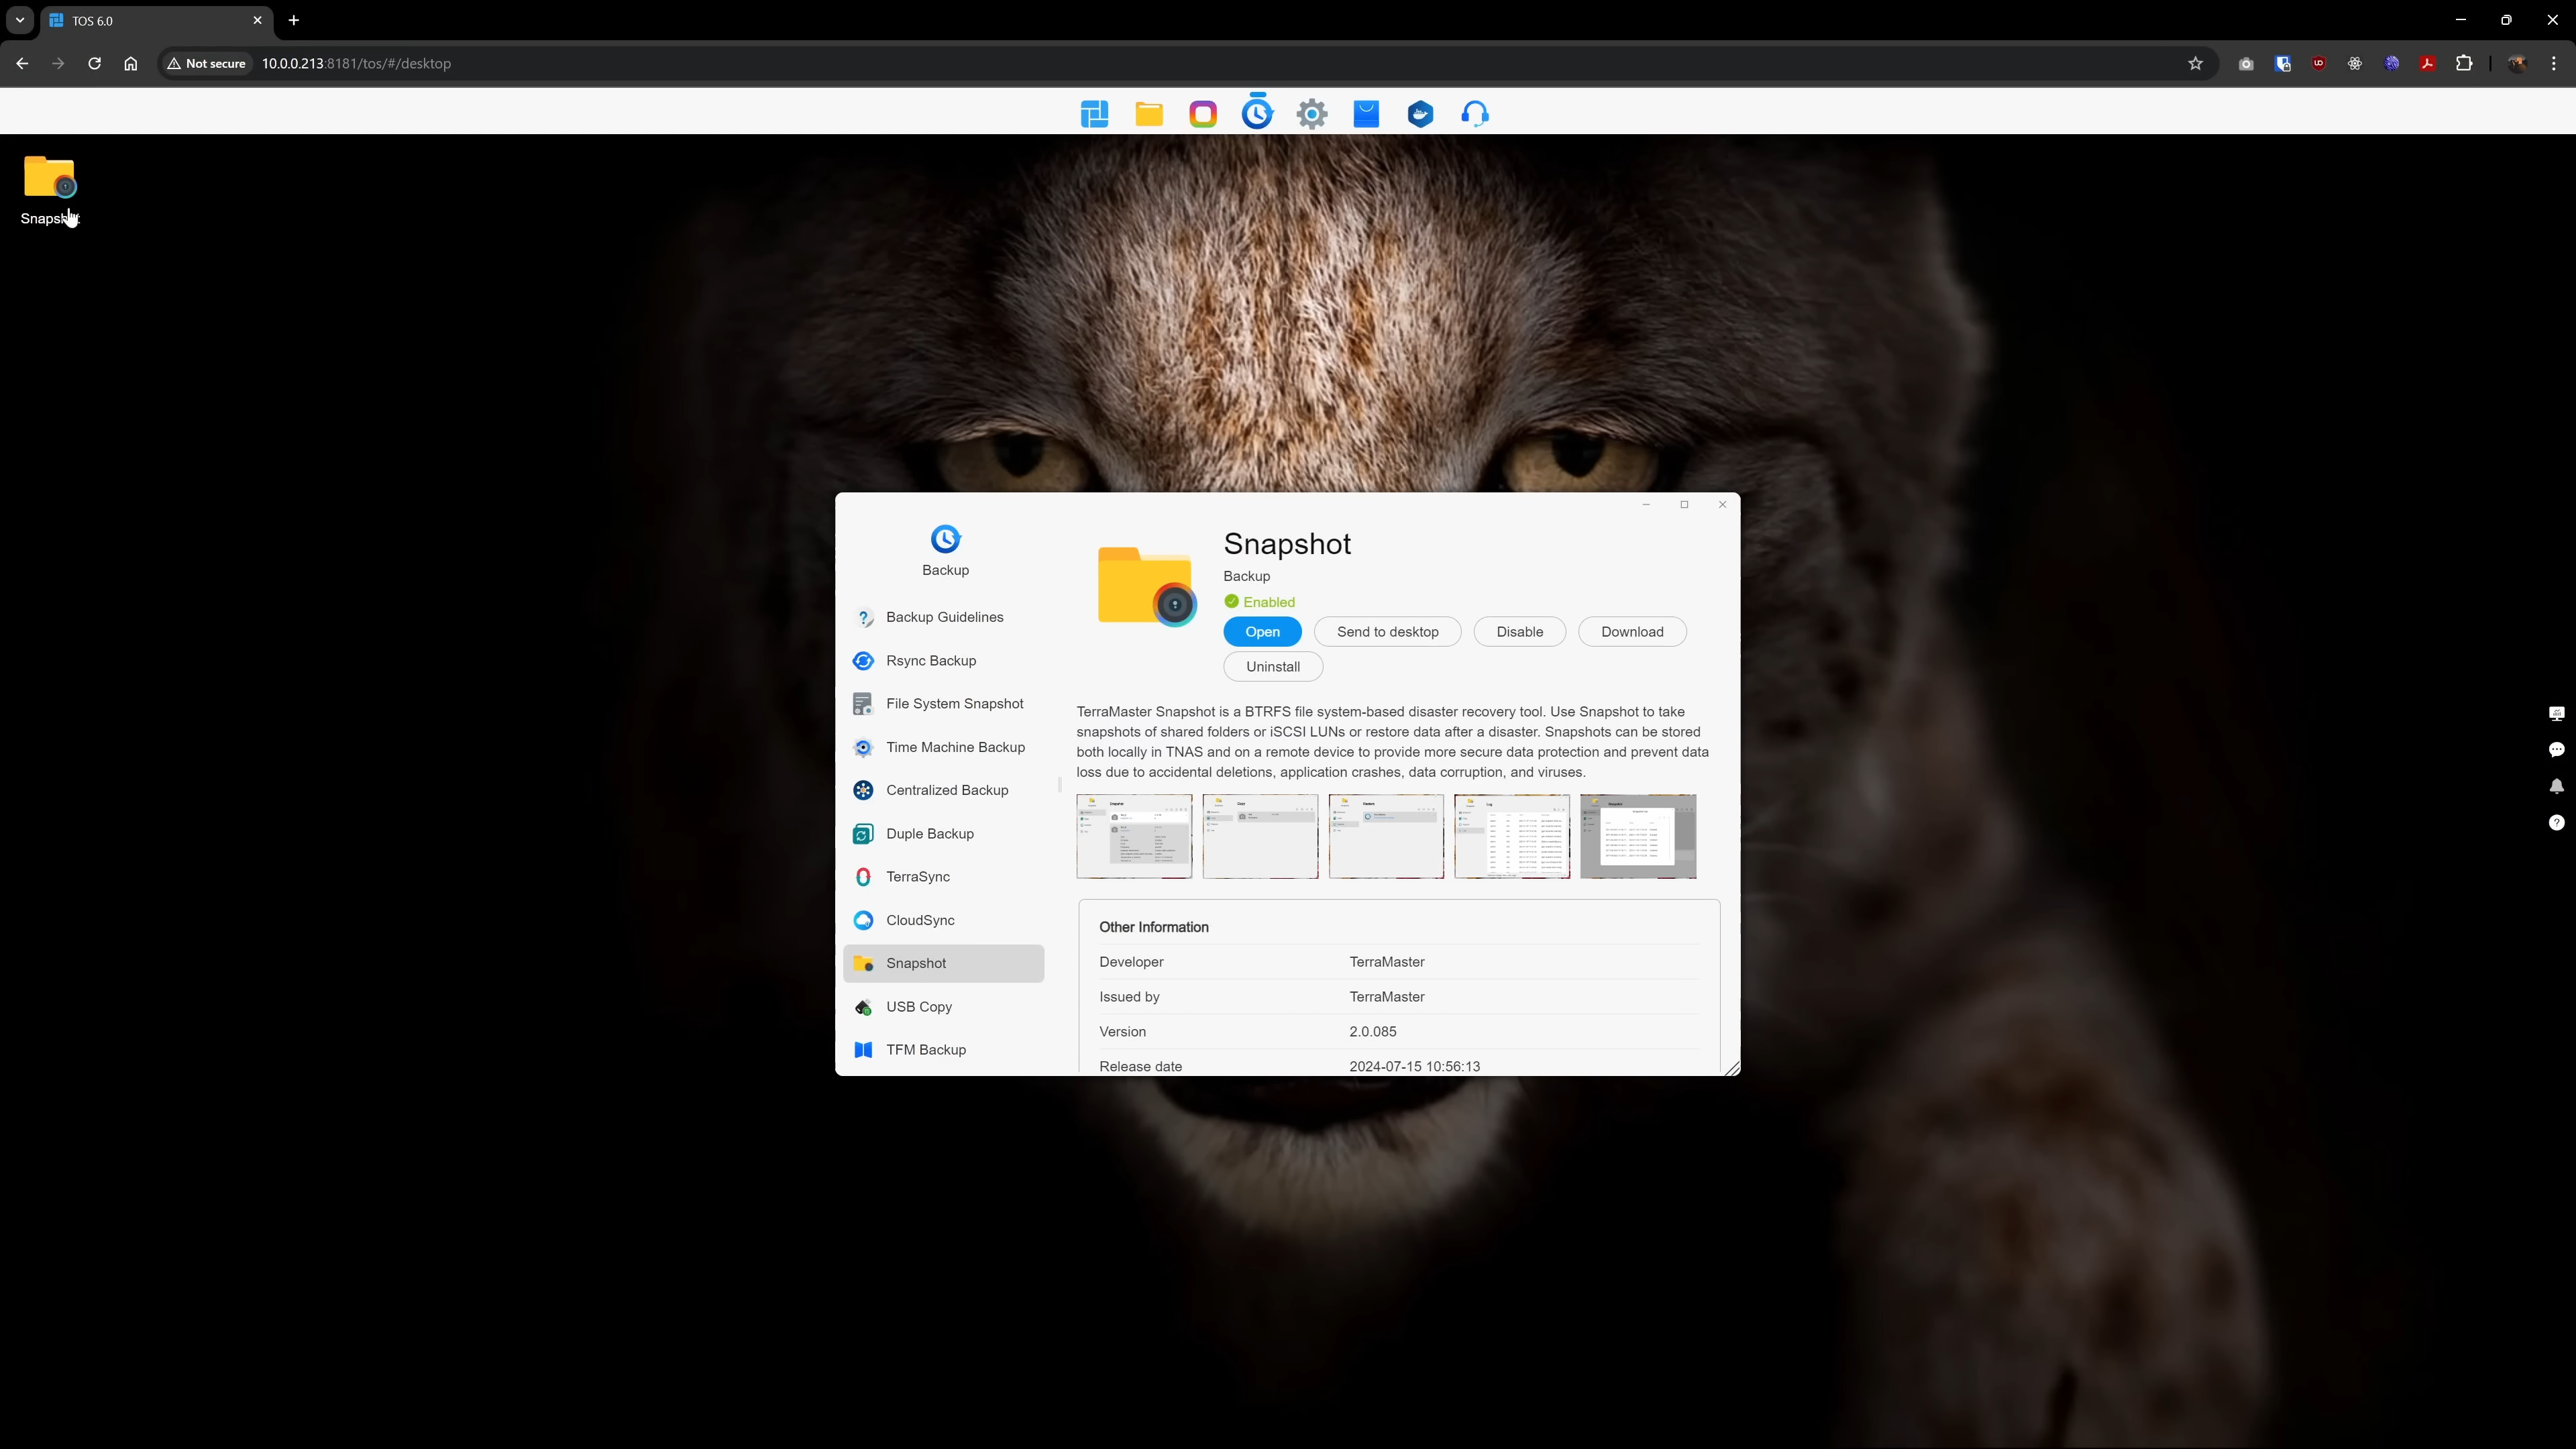 TOS 6.0
Not secure
10.0.0.213:8181/tos/#/desktop
Backup
Backup Guidelines
Rsync Backup
File System Snapshot
Time Machine Backup
Centralized Backup
Duple Backup
TerraSync
CloudSync
Snapshot
USB Copy
TFM Backup
Snapshot
Backup
Enabled
Open
Send to desktop
Disable
Download
Uninstall
TerraMaster Snapshot is a BTRFS file system-based disaster recovery tool. Use Snapshot to take
snapshots of shared folders or iSCSI LUNs or restore data after a disaster. Snapshots can be stored
both locally in TNAS and on a remote device to provide more secure data protection and prevent data
loss due to accidental deletions, application crashes, data corruption, and viruses.
Other Information
Developer TerraMaster
Issued by TerraMaster
Version 2.0.085
Release date 2024-07-15 10:56:13